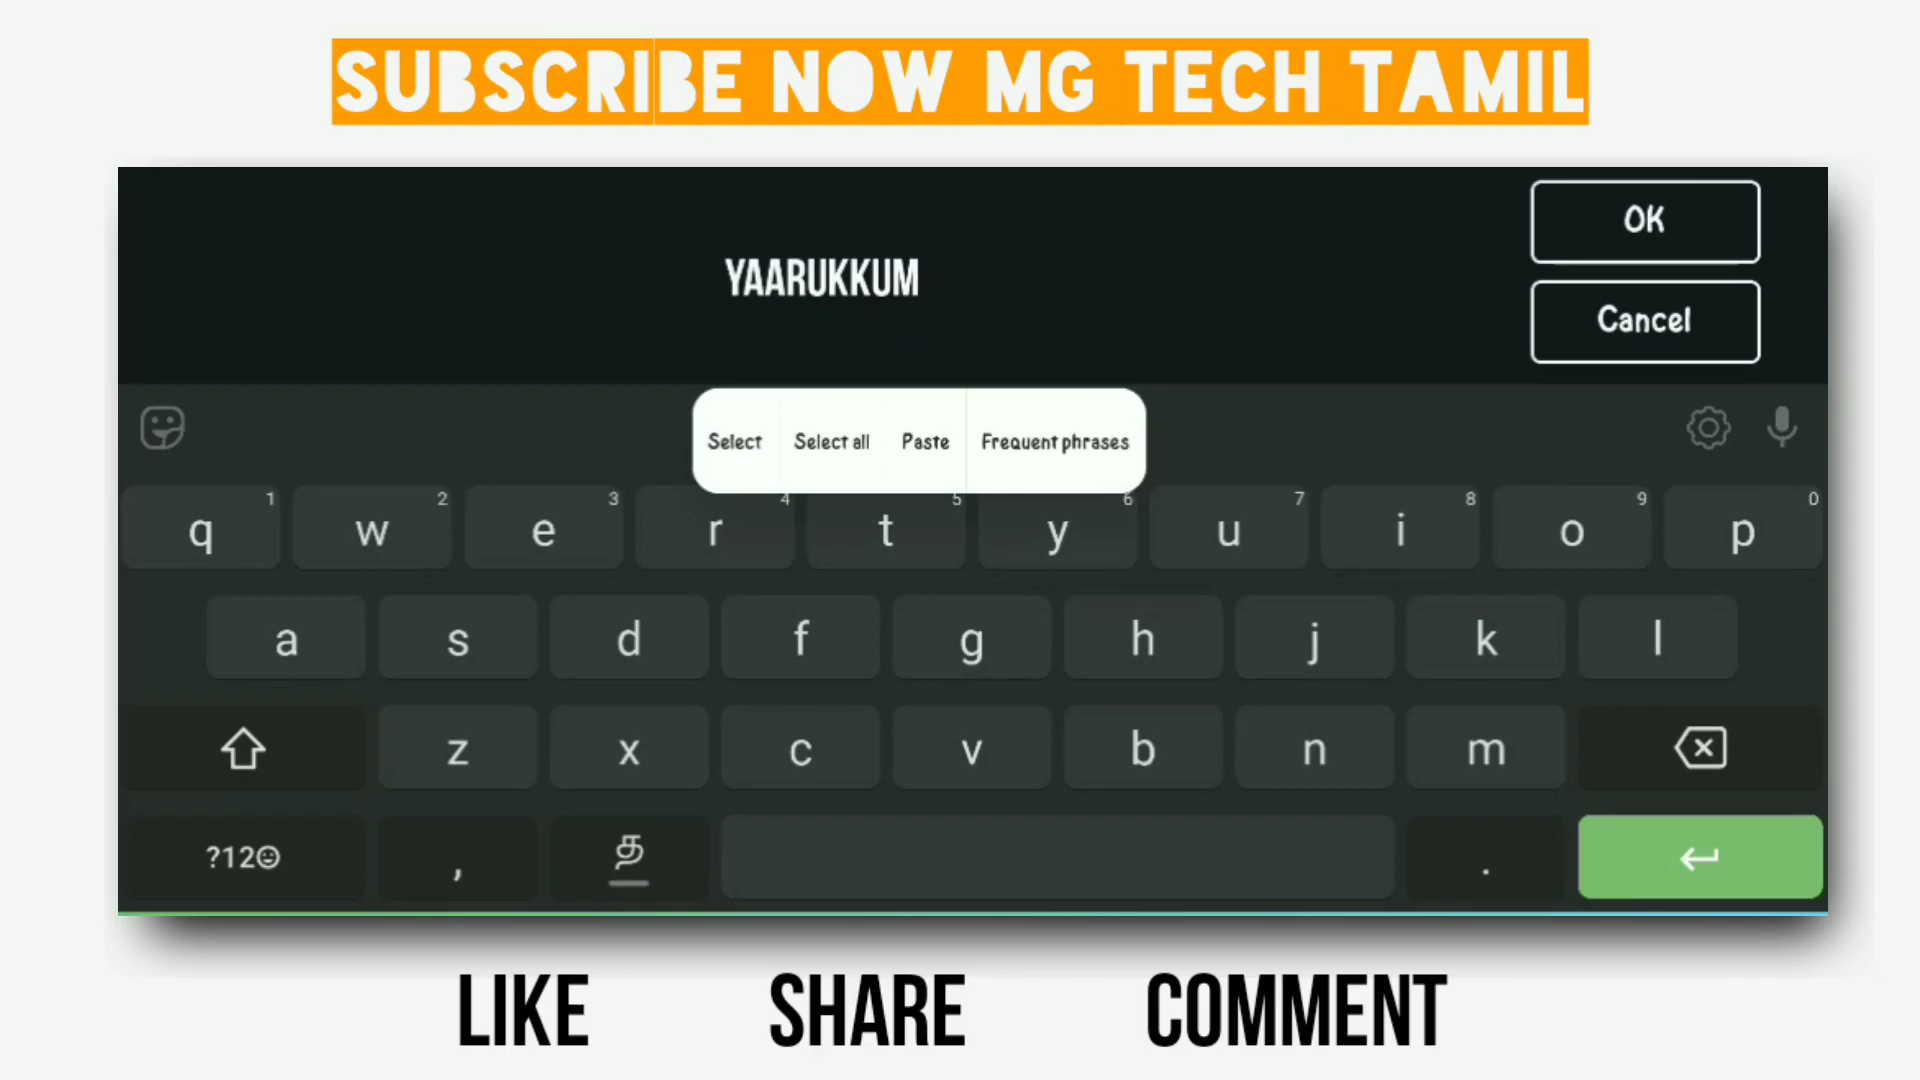 SUBSCRIBE NOW MG TECH TAMIL
OK
YAARUKKUM
Cancel
Select Select all Paste Frequent phrases
1 2 3 4 5 6 7 8 9 0
q w e r t y u i o p
a s d f g h j k l
z x c v b n m
?12☺ , த .
LIKE SHARE COMMENT